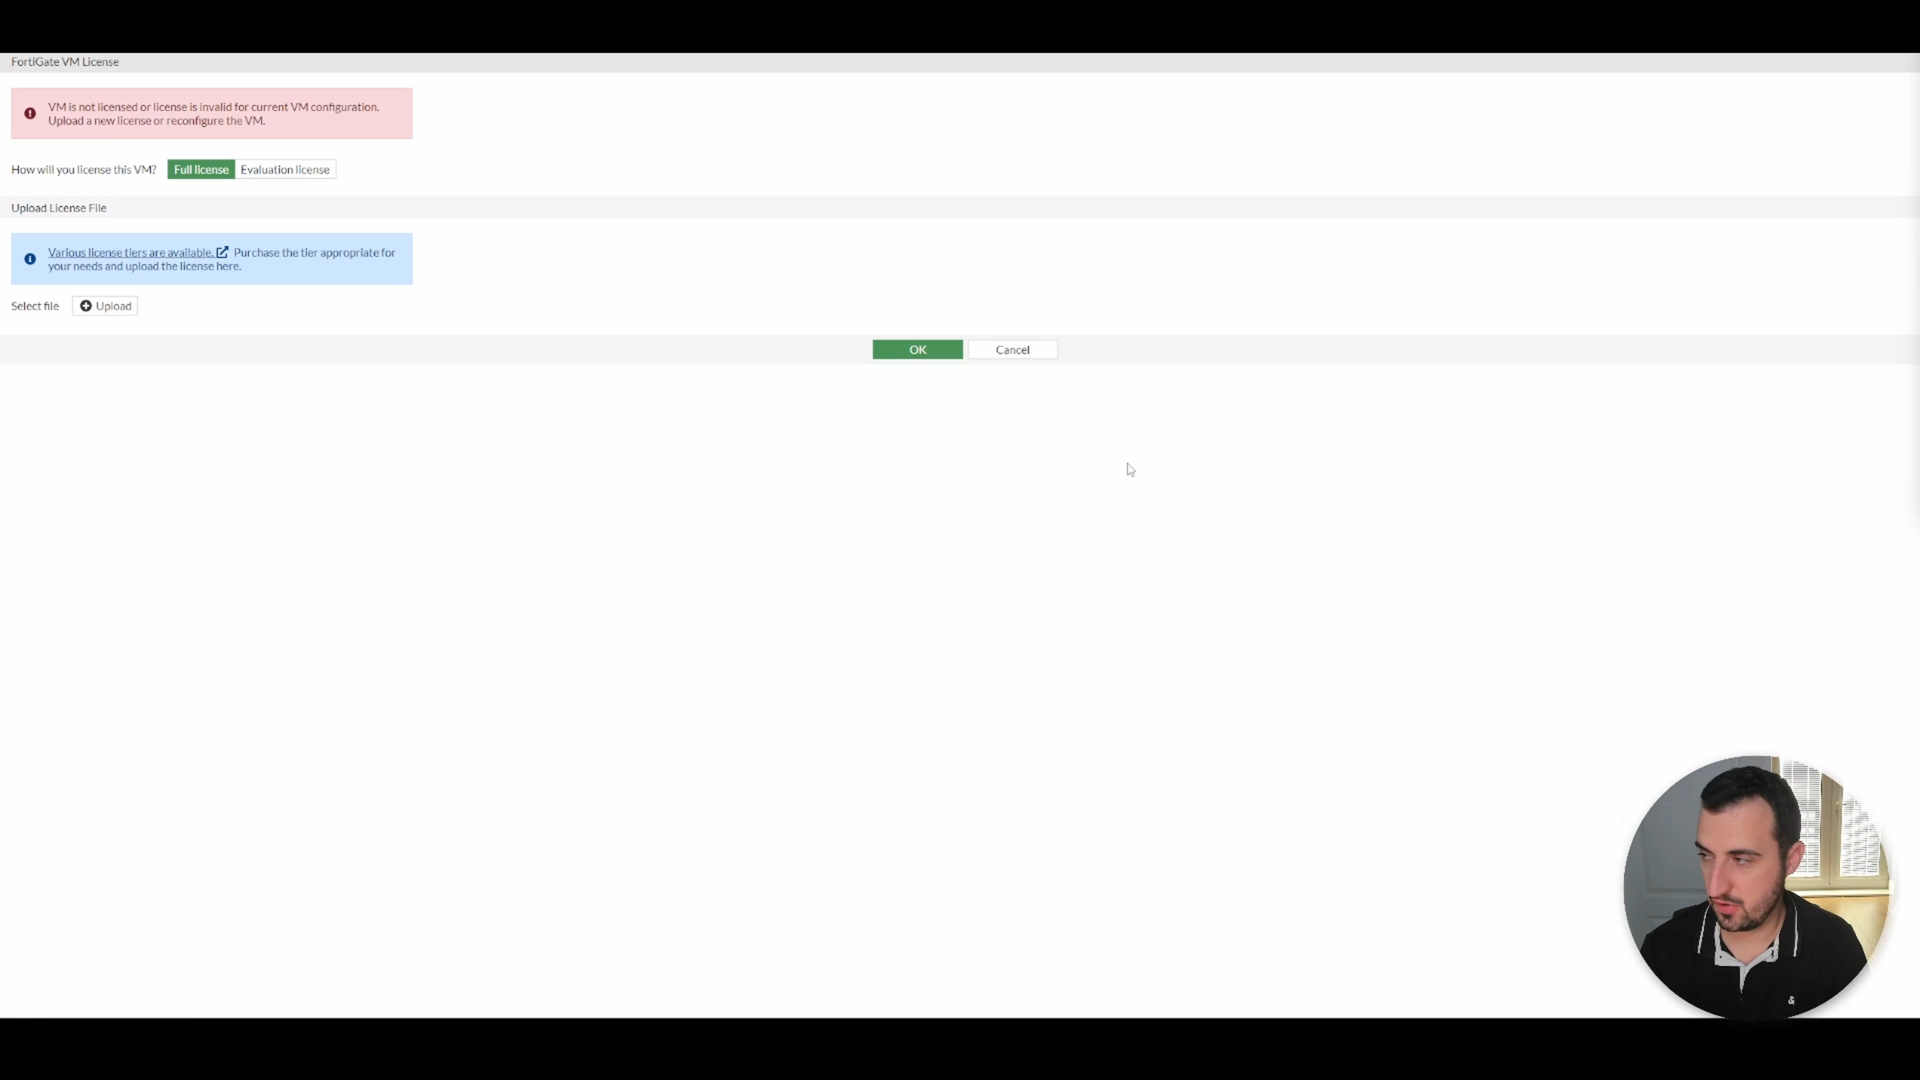 FortiGate VM License
VM is not licensed or license is invalid for current VM configuration.
Upload a new license or reconfigure the VM.
How will you license this VM? Full license Evaluation license
Upload License File
Various license tiers are available. Purchase the tier appropriate for
your needs and upload the license here.
Select file Upload
OK Cancel
&